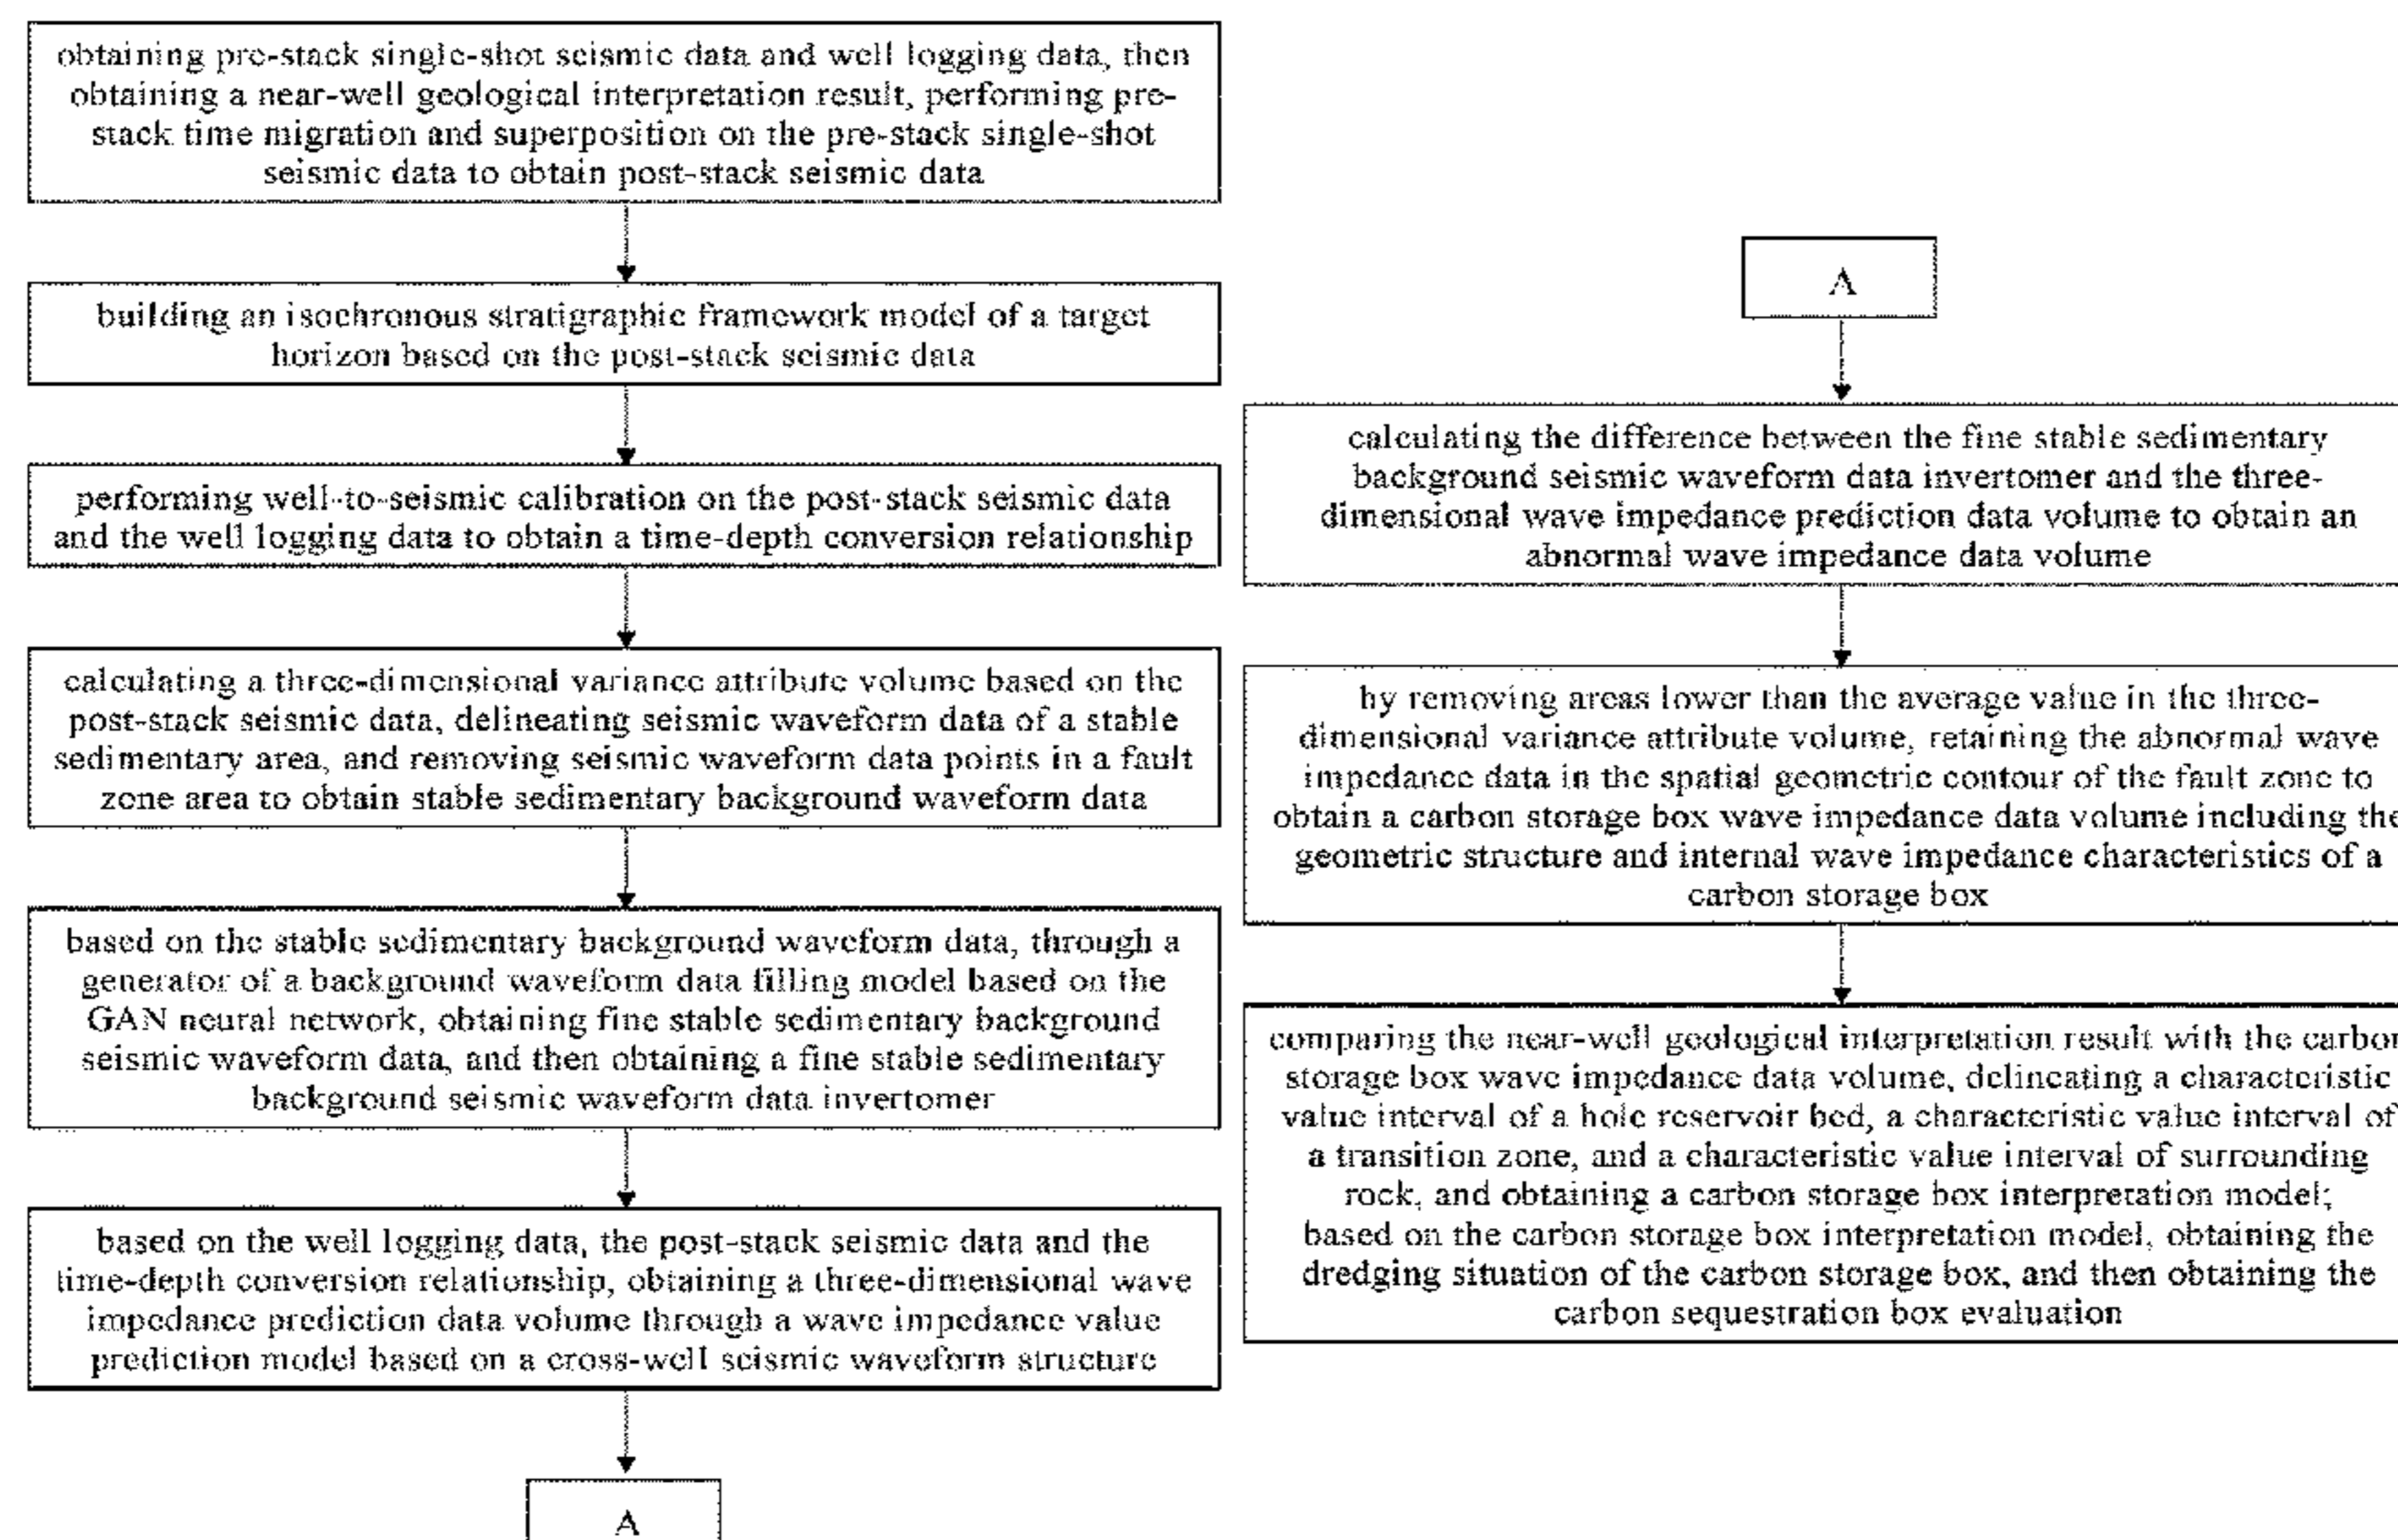 obtaining pre-stack single-shot seismic data and well logging data, then
obtaining a near-well geological interpretation result, performing pre-
stack time migration and superposition on the pre-stack single-shot
seismic data to obtain post-stack seismic data
building an isochronous stratigraphic framework model of a target
horizon based on the post-stack seismic data
performing well-to-seismic calibration on the post-stack seismic data
and the well logging data to obtain a time-depth conversion relationship
calculating a three-dimensional variance attribute volume based on the
post-stack seismic data, delineating seismic waveform data of a stable
sedimentary area, and removing seismic waveform data points in a fault
zone area to obtain stable sedimentary background waveform data
based on the stable sedimentary background waveform data, through a
generator of a background waveform data filling model based on the
GAN neural network, obtaining fine stable sedimentary background
seismic waveform data, and then obtaining a fine stable sedimentary
background seismic waveform data invertomer
based on the well logging data, the post-stack seismic data and the
time-depth conversion relationship, obtaining a three-dimensional wave
impedance prediction data volume through a wave impedance value
prediction model based on a cross-well seismic waveform structure
A
A
calculating the difference between the fine stable sedimentary
background seismic waveform data invertomer and the three-
dimensional wave impedance prediction data volume to obtain an
abnormal wave impedance data volume
by removing areas lower than the average value in the three-
dimensional variance attribute volume, retaining the abnormal wave
impedance data in the spatial geometric contour of the fault zone to
obtain a carbon storage box wave impedance data volume including the
geometric structure and internal wave impedance characteristics of a
carbon storage box
comparing the near-well geological interpretation result with the carbon
storage box wave impedance data volume, delineating a characteristic
value interval of a hole reservoir bed, a characteristic value interval of
a transition zone, and a characteristic value interval of surrounding
rock, and obtaining a carbon storage box interpretation model;
based on the carbon storage box interpretation model, obtaining the
dredging situation of the carbon storage box, and then obtaining the
carbon sequestration box evaluation